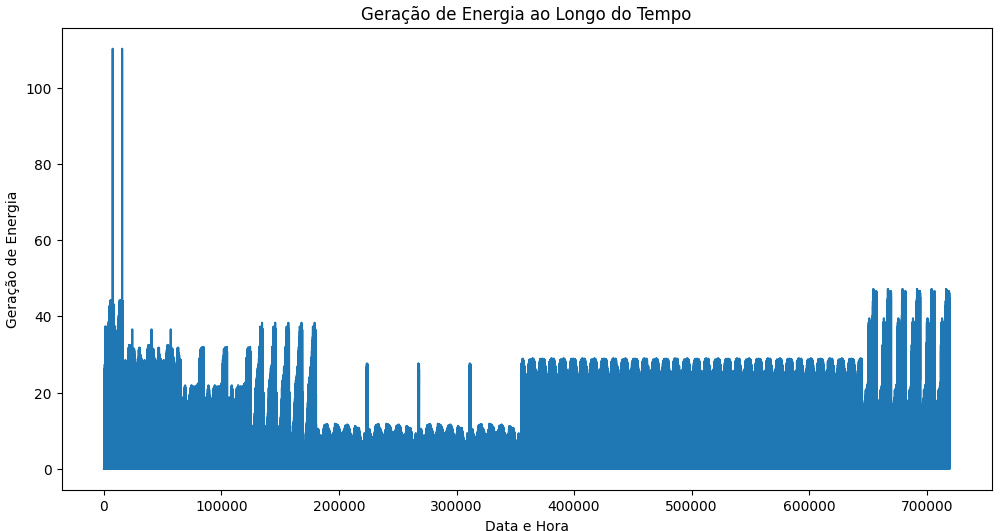 Geração de Energia ao Longo do Tempo
Geração de Energia
100
80
60
40
20
0
0 100000 200000 300000 400000 500000 600000 700000
Data e Hora